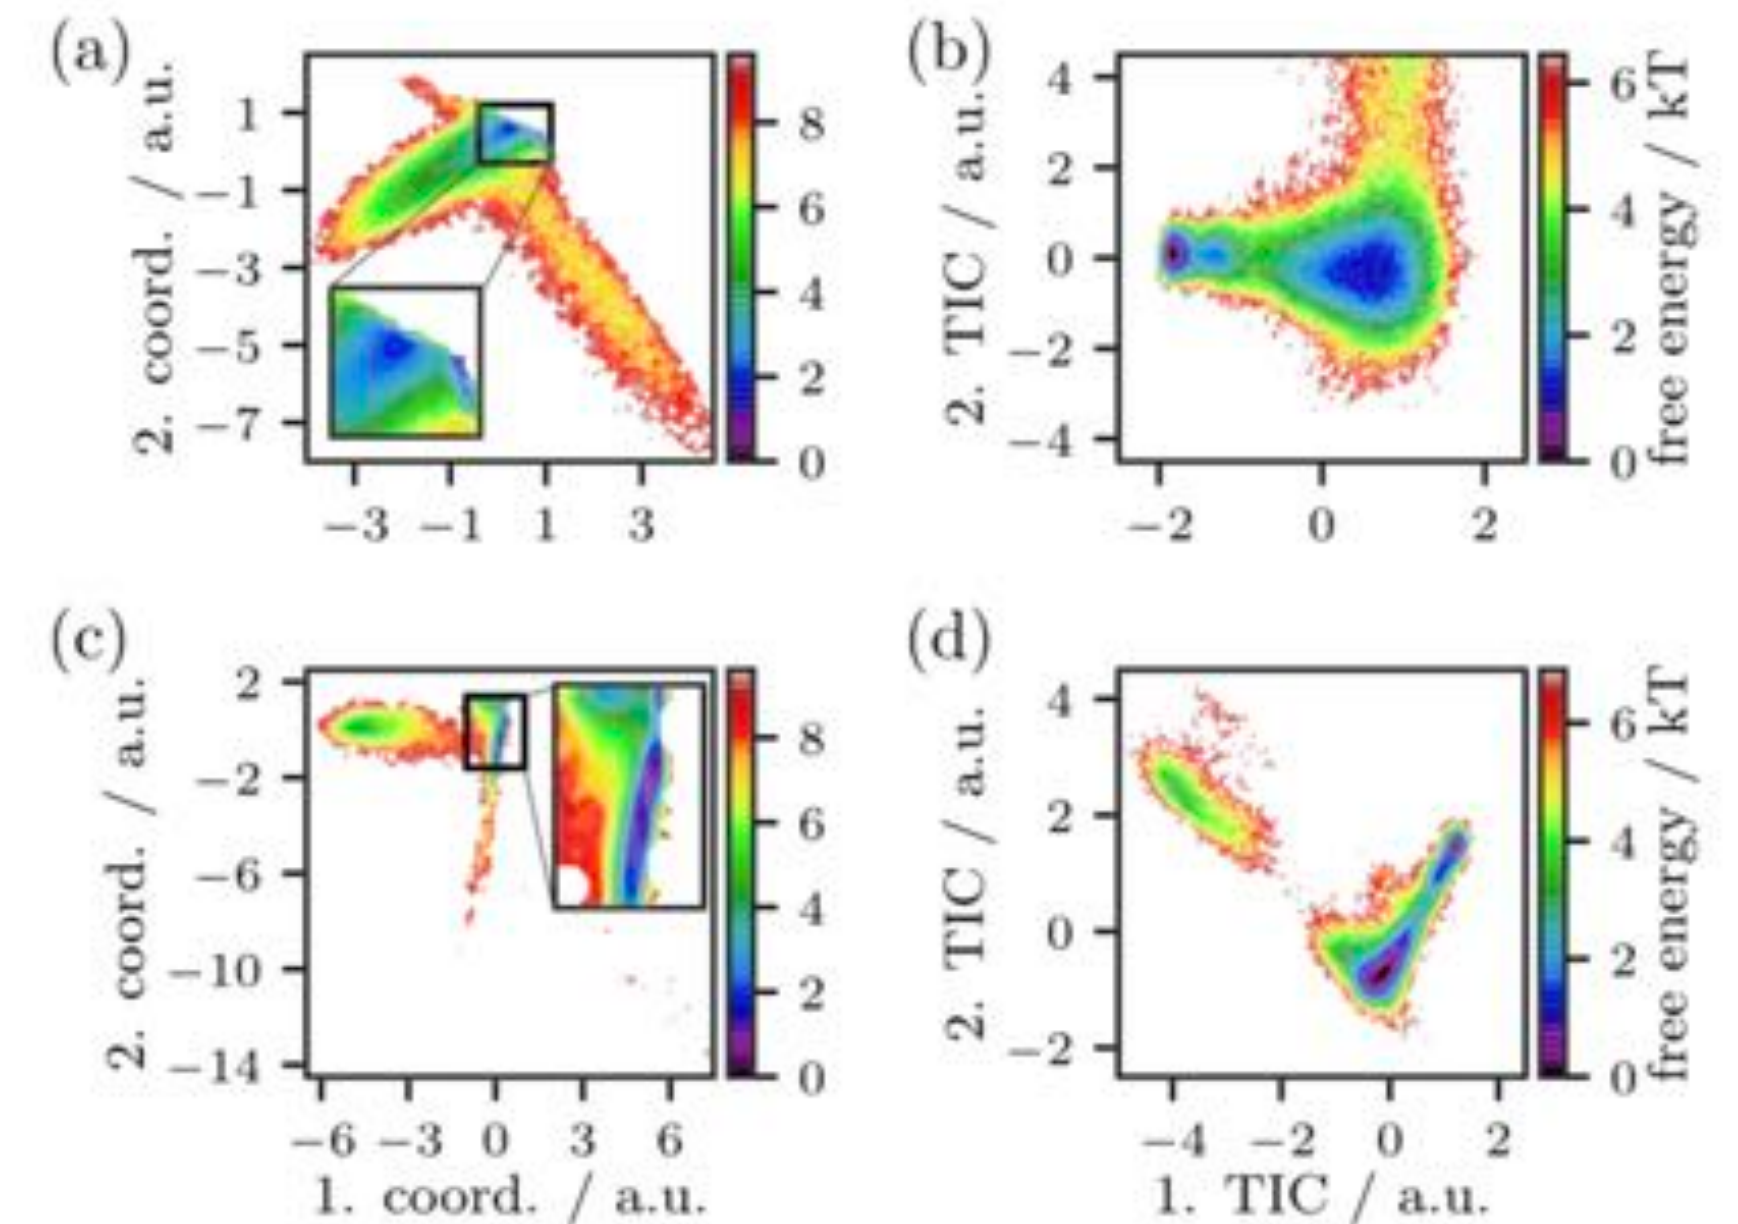 (a)
2. coord. / a.u.
1
−1
−3
−5
−7
−3 −1 1 3
8
6
4
2
0
(b)
2. TIC / a.u.
4
2
0
−2
−4
−2 0 2
6
4
2
0
free energy / kT
(c)
2. coord. / a.u.
2
−2
−6
−10
−14
−6 −3 0 3 6
1. coord. / a.u.
8
6
4
2
0
(d)
2. TIC / a.u.
4
2
0
−2
−4 −2 0 2
1. TIC / a.u.
6
4
2
0
free energy / kT